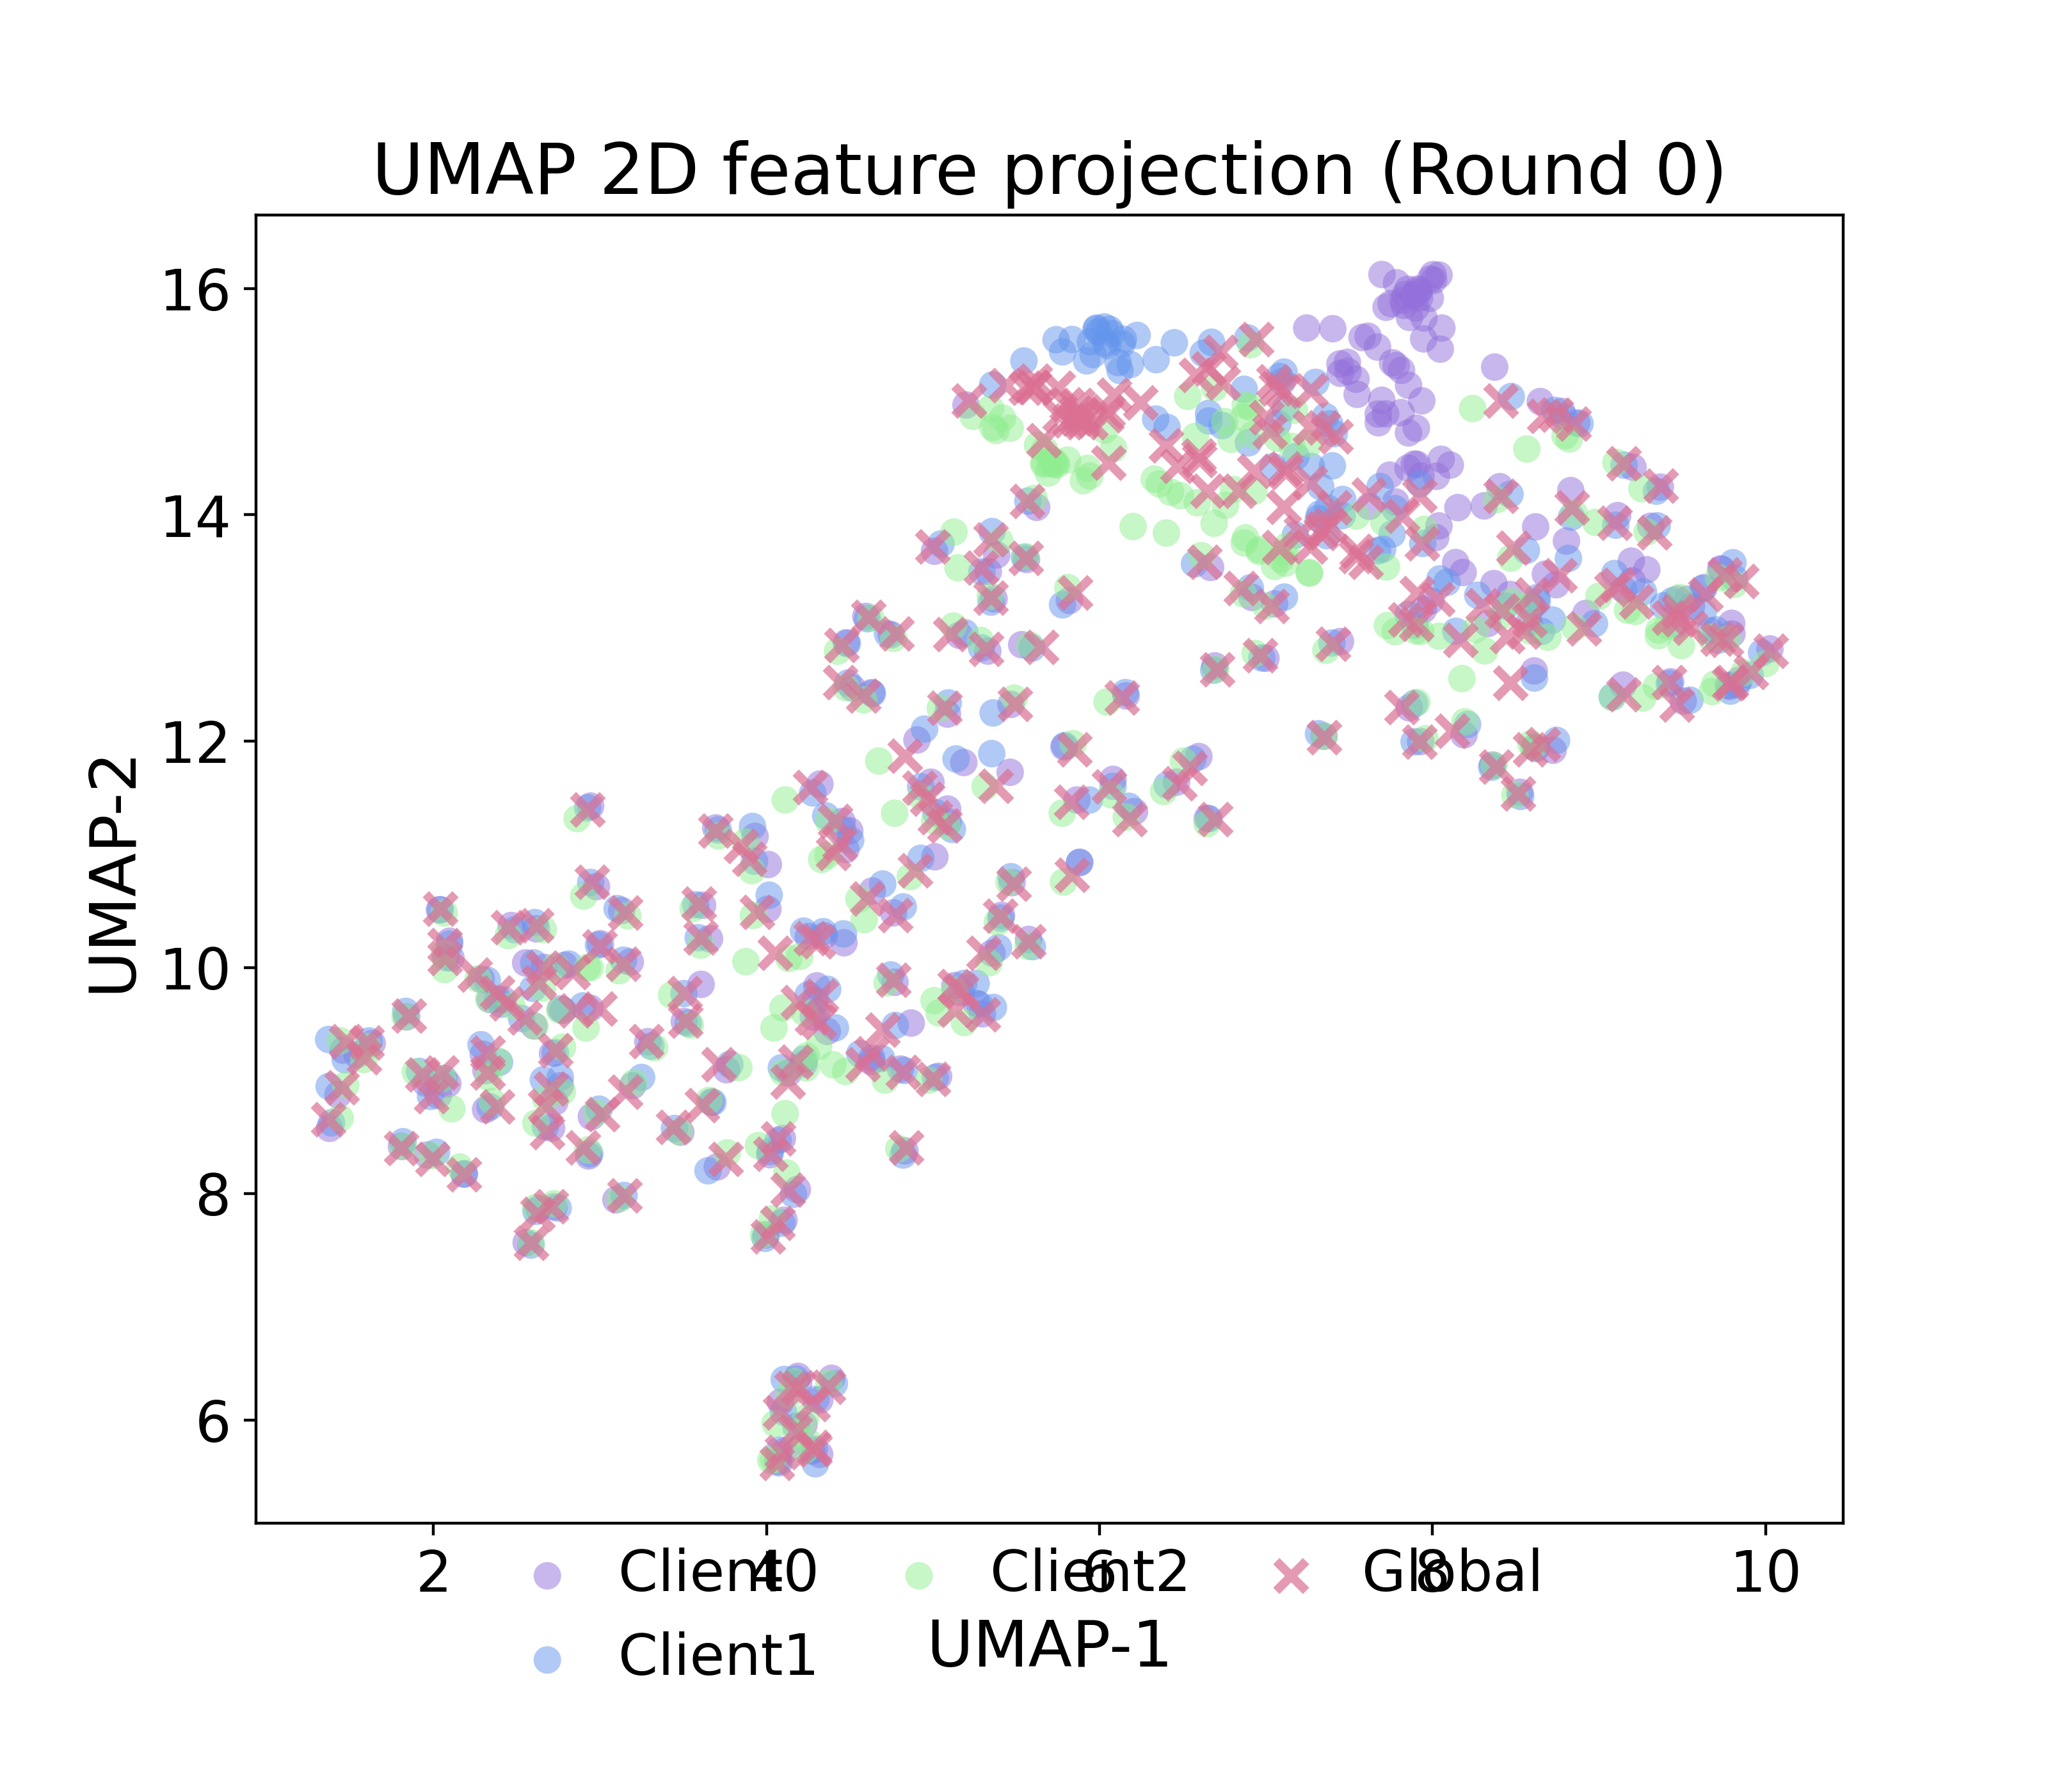 UMAP 2D feature projection (Round 0)
16
14
12
10
8
6
UMAP-2
2 4 6 8 10
Client0 Client2 Global
Client1
UMAP-1